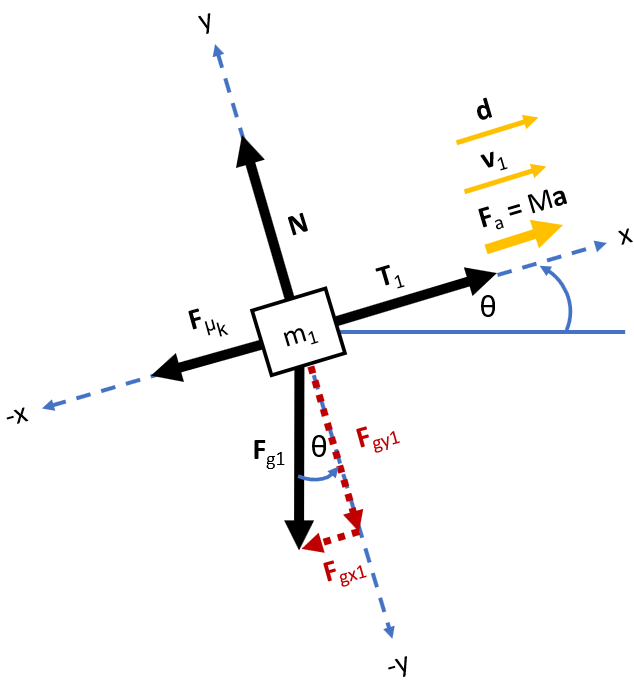 y
d
v₁
Fₐ = Ma
x
N
T₁
θ
Fμₖ
m₁
-x
Fg1
θ
Fgy1
Fgx1
-y